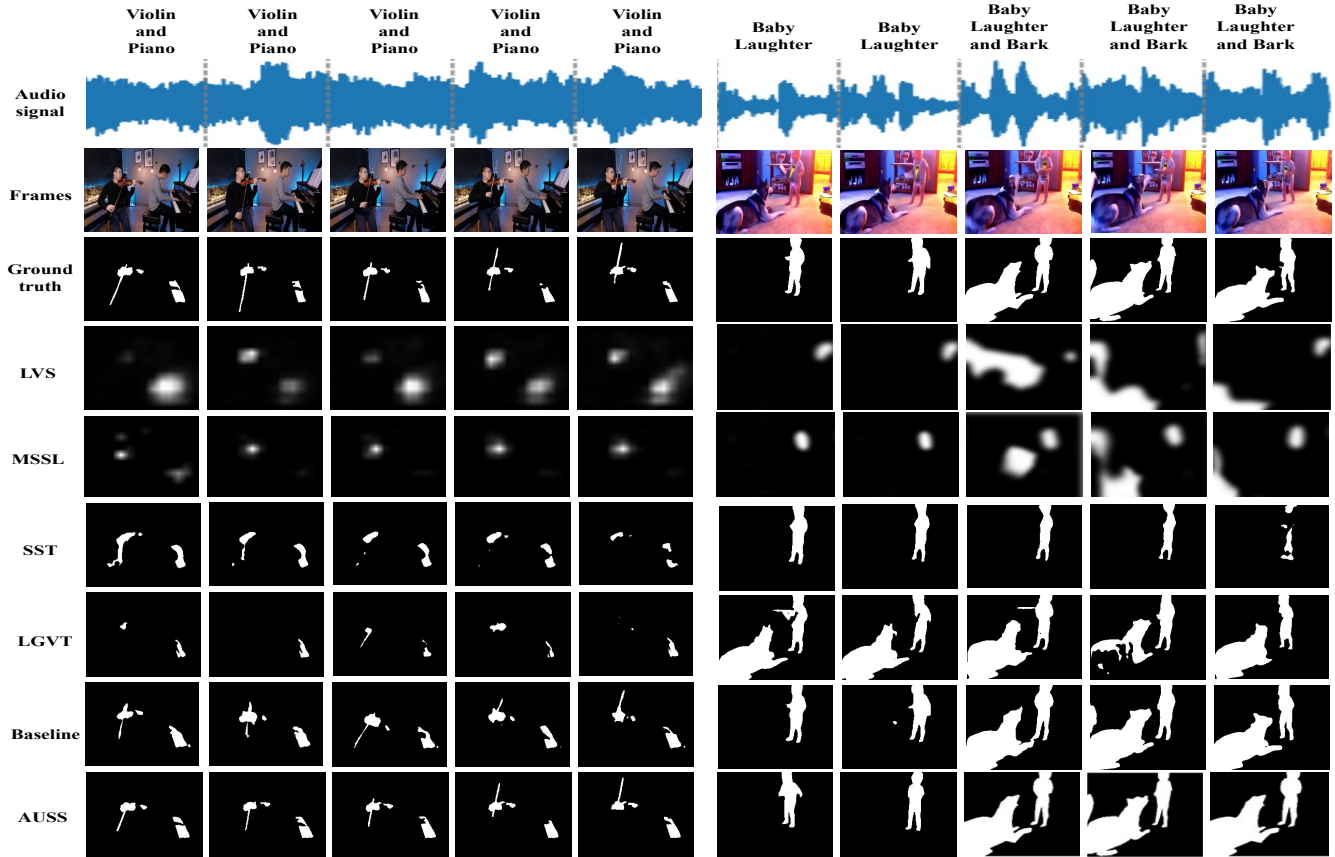 Violin
and
Piano
Violin
and
Piano
Violin
and
Piano
Violin
and
Piano
Violin
and
Piano
Baby
Laughter
Baby
Laughter
Baby
Laughter
and Bark
Baby
Laughter
and Bark
Baby
Laughter
and Bark
Audio
signal
Frames
Ground
truth
LVS
MSSL
SST
LGVT
Baseline
AUSS